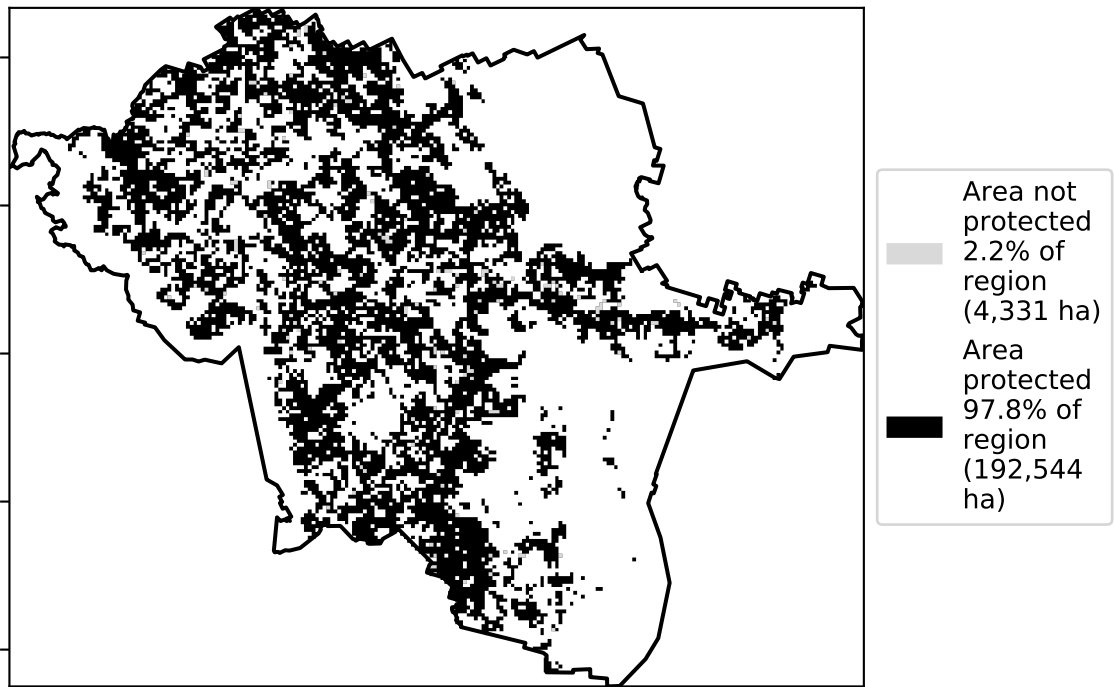 Area not
protected
2.2% of
region
(4,331 ha)
Area
protected
97.8% of
region
(192,544
ha)